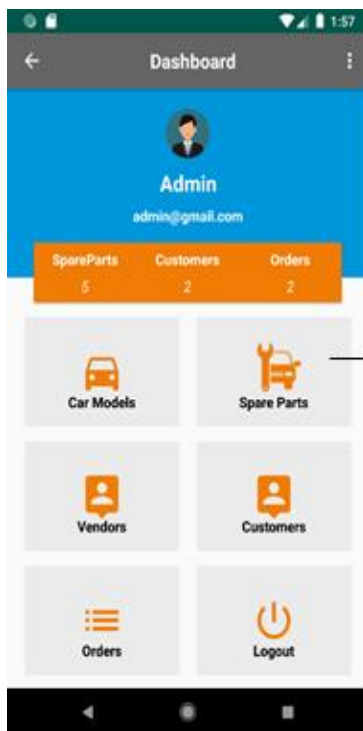 1:57
Dashboard
Admin
admin@gmail.com
SpareParts Customers Orders
5 2 2
Car Models Spare Parts
Vendors Customers
Orders Logout